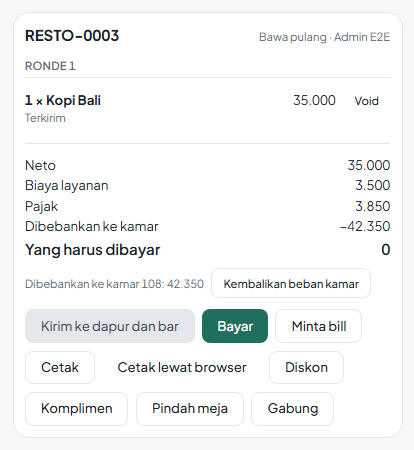 RESTO-0003 Bawa pulang · Admin E2E
RONDE 1
1 × Kopi Bali 35.000 Void
Terkirim
Neto 35.000
Biaya layanan 3.500
Pajak 3.850
Dibebankan ke kamar −42.350
Yang harus dibayar 0
Dibebankan ke kamar 108: 42.350 Kembalikan beban kamar
Kirim ke dapur dan bar Bayar Minta bill
Cetak Cetak lewat browser Diskon
Komplimen Pindah meja Gabung